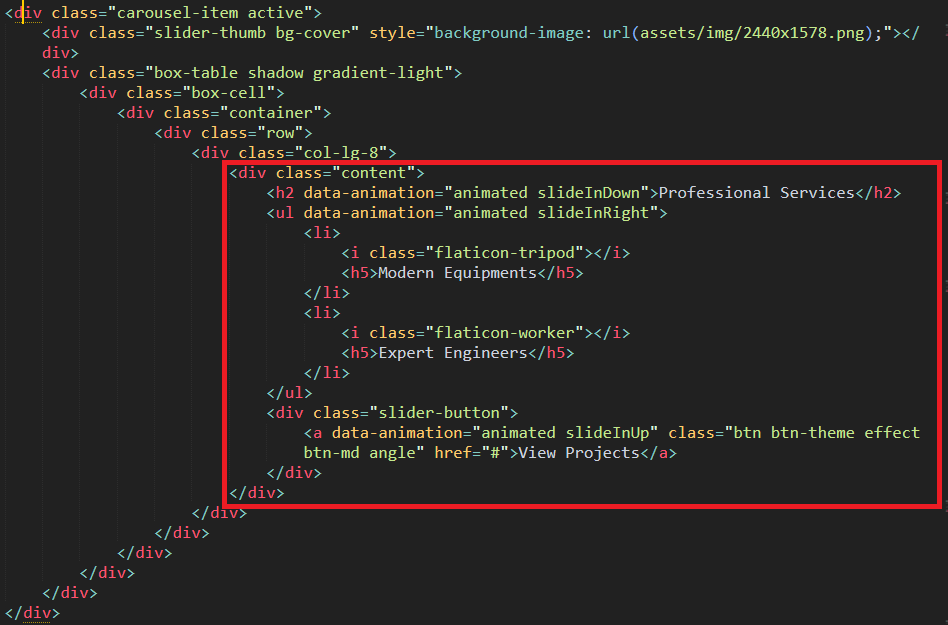 <div class="carousel-item active">
<div class="slider-thumb bg-cover" style="background-image: url(assets/img/2440x1578.png);"></
div>
<div class="box-table shadow gradient-light">
<div class="box-cell">
<div class="container">
<div class="row">
<div class="col-lg-8">
<div class="content">
<h2 data-animation="animated slideInDown">Professional Services</h2>
<ul data-animation="animated slideInRight">
<li>
<i class="flaticon-tripod"></i>
<h5>Modern Equipments</h5>
</li>
<li>
<i class="flaticon-worker"></i>
<h5>Expert Engineers</h5>
</li>
</ul>
<div class="slider-button">
<a data-animation="animated slideInUp" class="btn btn-theme effect
btn-md angle" href="#">View Projects</a>
</div>
</div>
</div>
</div>
</div>
</div>
</div>
</div>